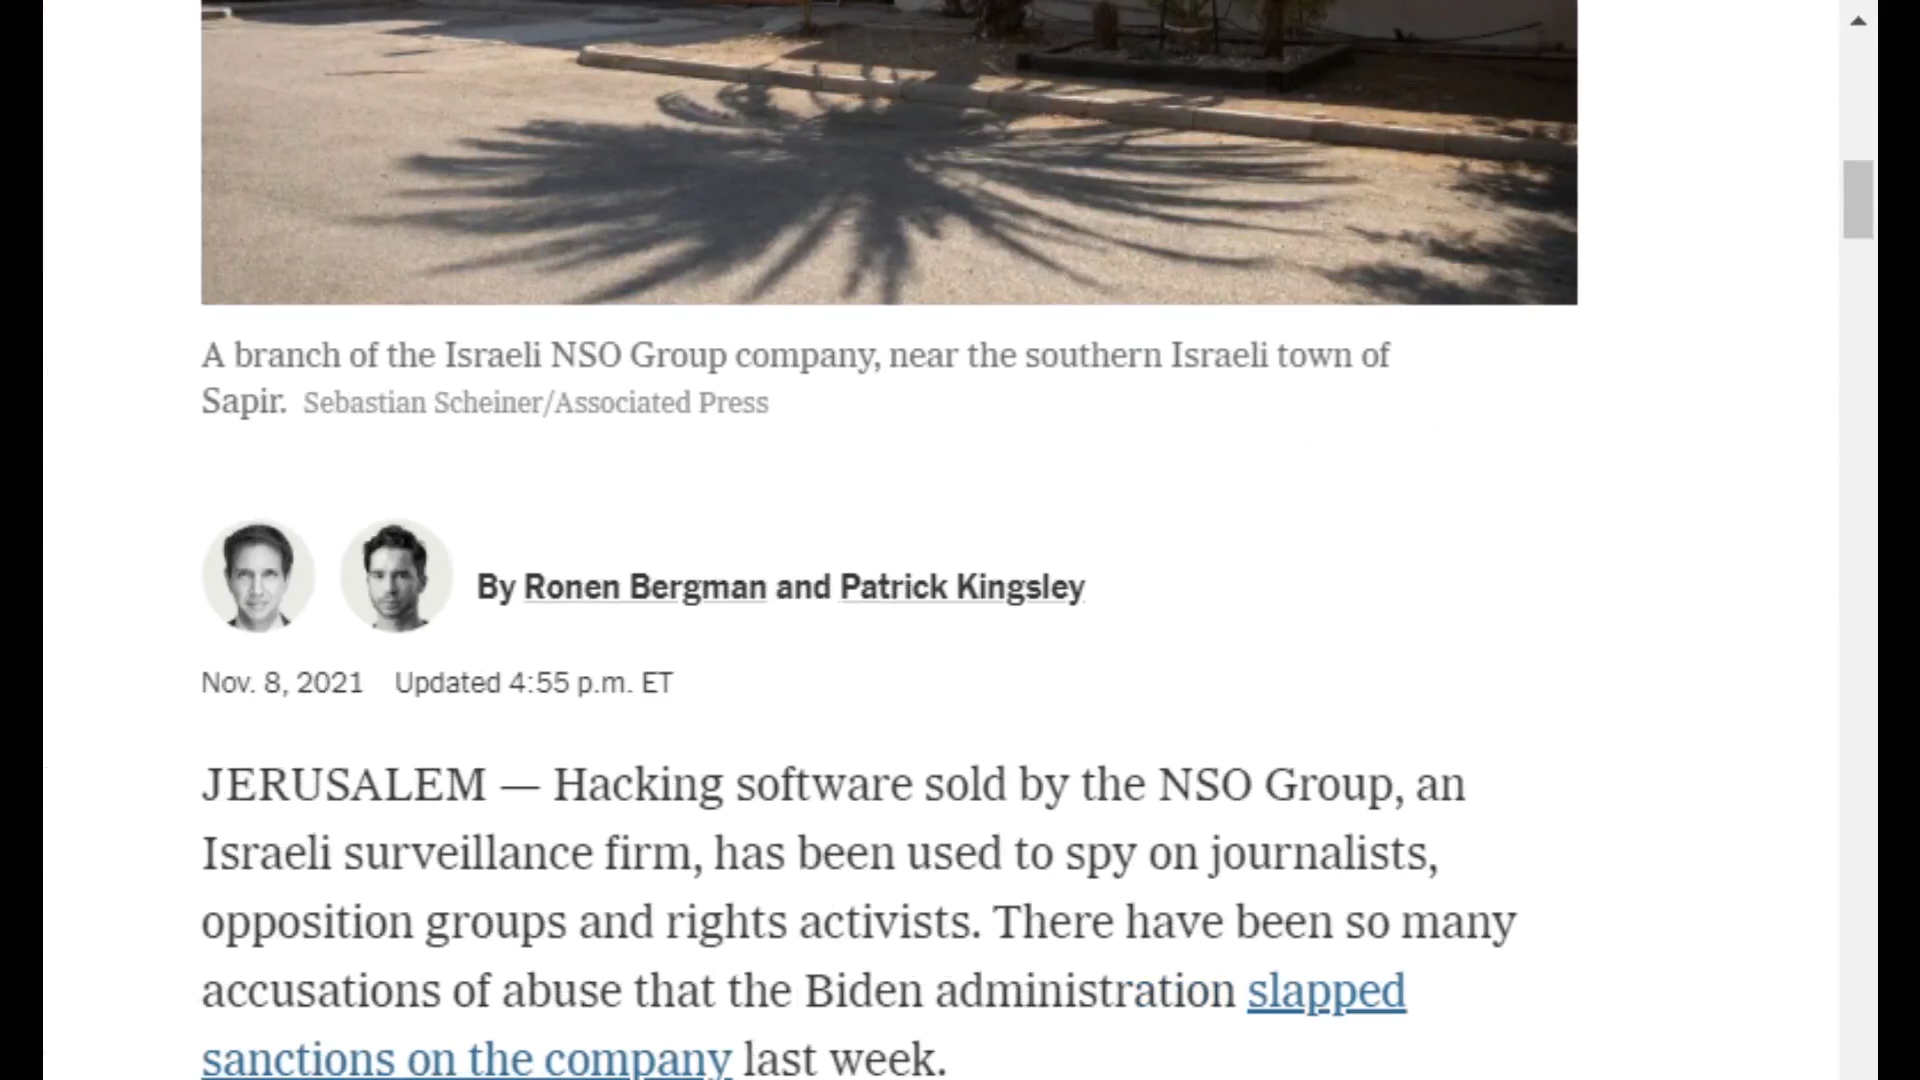 A branch of the Israeli NSO Group company, near the southern Israeli town of
Sapir. Sebastian Scheiner/Associated Press
By Ronen Bergman and Patrick Kingsley
Nov. 8, 2021 Updated 4:55 p.m. ET
JERUSALEM — Hacking software sold by the NSO Group, an
Israeli surveillance firm, has been used to spy on journalists,
opposition groups and rights activists. There have been so many
accusations of abuse that the Biden administration slapped
sanctions on the company last week.